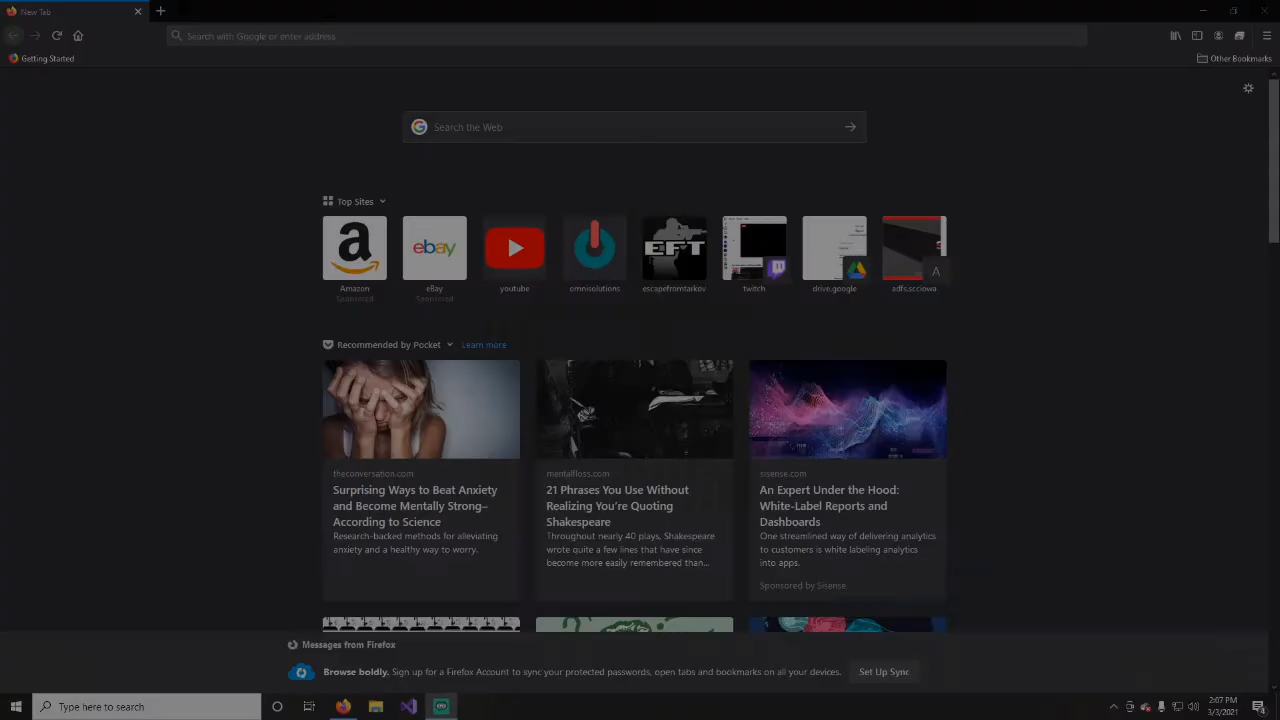 New Tab
Search with Google or enter address
Getting Started
Other Bookmarks
Search the Web
Top Sites
a
ebay
EFT
A
Amazon
Sponsored
eBay
Sponsored
youtube
omnisolutions
escapefromtarkov
twitch
drive.google
adfs.scciowa
Recommended by Pocket
Learn more
theconversation.com
Surprising Ways to Beat Anxiety
and Become Mentally Strong–
According to Science
Research-backed methods for alleviating
anxiety and a healthy way to worry.
mentalfloss.com
21 Phrases You Use Without
Realizing You're Quoting
Shakespeare
Throughout nearly 40 plays, Shakespeare
wrote quite a few lines that have since
become more easily remembered than...
sisense.com
An Expert Under the Hood:
White-Label Reports and
Dashboards
One streamlined way of delivering analytics
to customers is white labeling analytics
into apps.
Sponsored by Sisense
Messages from Firefox
Browse boldly. Sign up for a Firefox Account to sync your protected passwords, open tabs and bookmarks on all your devices.
Set Up Sync
Type here to search
2:07 PM
3/3/2021
4